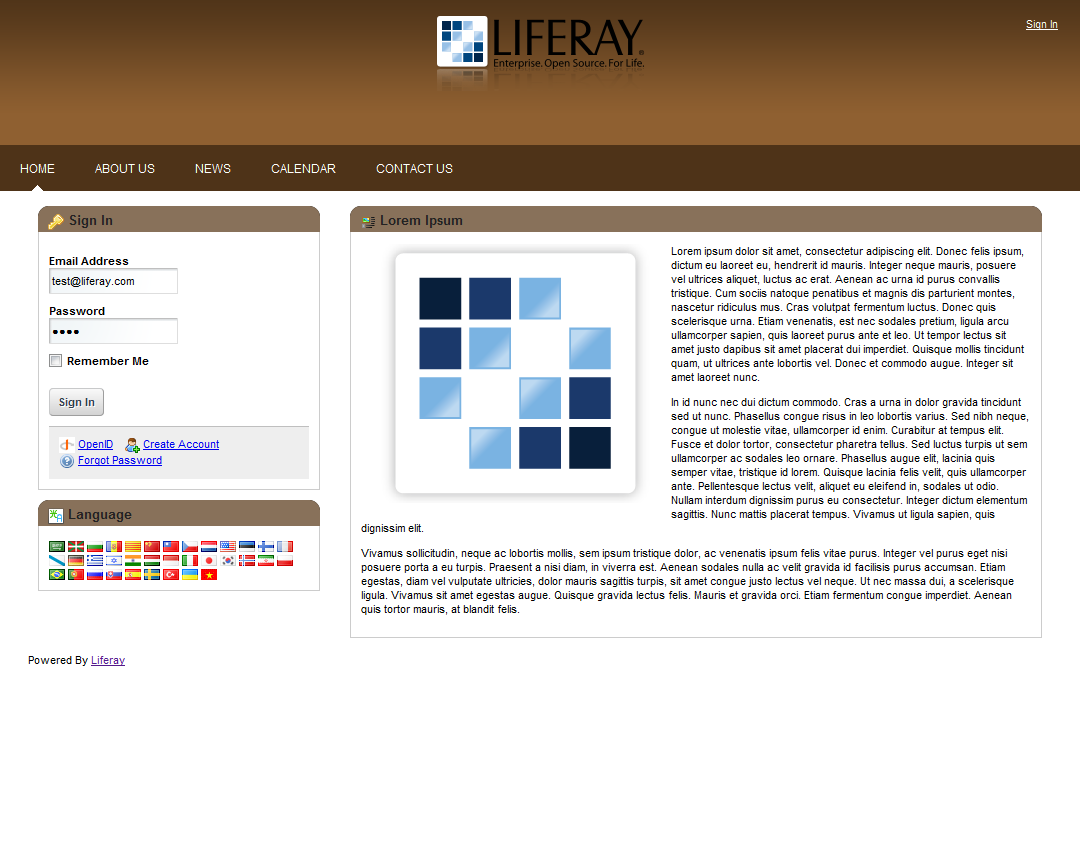 LIFERAY.
Enterprise. Open Source. For Life.
Sign In
HOME
ABOUT US
NEWS
CALENDAR
CONTACT US
Sign In
Email Address
test@liferay.com
Password
Remember Me
Sign In
OpenID
Create Account
Forgot Password
Language
Lorem Ipsum
Lorem ipsum dolor sit amet, consectetur adipiscing elit. Donec felis ipsum,
dictum eu laoreet eu, hendrerit id mauris. Integer neque mauris, posuere
vel ultrices aliquet, luctus ac erat. Aenean ac urna id purus convallis
tristique. Cum sociis natoque penatibus et magnis dis parturient montes,
nascetur ridiculus mus. Cras volutpat fermentum luctus. Donec quis
scelerisque urna. Etiam venenatis, est nec sodales pretium, ligula arcu
ullamcorper sapien, quis laoreet purus ante et leo. Ut tempor lectus sit
amet justo dapibus sit amet placerat dui imperdiet. Quisque mollis tincidunt
quam, ut ultrices ante lobortis vel. Donec et commodo augue. Integer sit
amet laoreet nunc.
In id nunc nec dui dictum commodo. Cras a urna in dolor gravida tincidunt
sed ut nunc. Phasellus congue risus in leo lobortis varius. Sed nibh neque,
congue ut molestie vitae, ullamcorper id enim. Curabitur at tempus elit.
Fusce et dolor tortor, consectetur pharetra tellus. Sed luctus turpis ut sem
ullamcorper ac sodales leo ornare. Phasellus augue elit, lacinia quis
semper vitae, tristique id lorem. Quisque lacinia felis velit, quis ullamcorper
ante. Pellentesque lectus velit, aliquet eu eleifend in, sodales ut odio.
Nullam interdum dignissim purus eu consectetur. Integer dictum elementum
sagittis. Nunc mattis placerat tempus. Vivamus ut ligula sapien, quis
dignissim elit.
Vivamus sollicitudin, neque ac lobortis mollis, sem ipsum tristique dolor, ac venenatis ipsum felis vitae purus. Integer vel purus eget nisi
posuere porta a eu turpis. Praesent a nisi diam, in viverra est. Aenean sodales nulla ac velit gravida id facilisis purus accumsan. Etiam
egestas, diam vel vulputate ultricies, dolor mauris sagittis turpis, sit amet congue justo lectus vel neque. Ut nec massa dui, a scelerisque
ligula. Vivamus sit amet egestas augue. Quisque gravida lectus felis. Mauris et gravida orci. Etiam fermentum congue imperdiet. Aenean
quis tortor mauris, at blandit felis.
Powered By Liferay